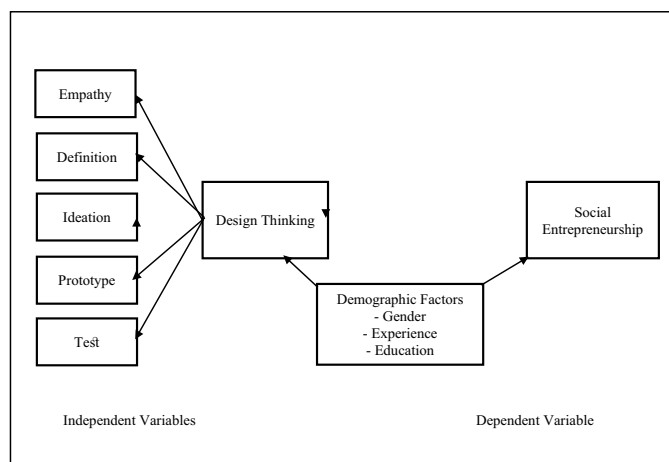 Empathy
Definition
Ideation
Prototype
Test
Design Thinking
Social
Entrepreneurship
Demographic Factors
- Gender
- Experience
- Education
Independent Variables
Dependent Variable